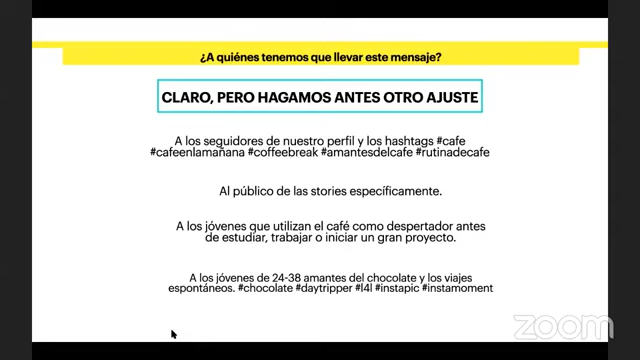 ¿A quiénes tenemos que llevar este mensaje?
CLARO, PERO HAGAMOS ANTES OTRO AJUSTE
A los seguidores de nuestro perfil y los hashtags #cafe
#cafeenlamañana #coffeebreak #amantesdelcafe #rutinadecafe
Al público de las stories específicamente.
A los jóvenes que utilizan el café como despertador antes
de estudiar, trabajar o iniciar un gran proyecto.
A los jóvenes de 24-38 amantes del chocolate y los viajes
espontáneos. #chocolate #daytripper #l4l #instapic #instamoment
zoom